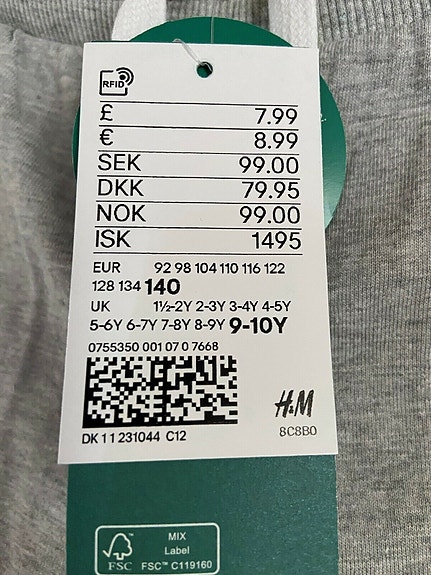 RFID
£ 7.99
€ 8.99
SEK 99.00
DKK 79.95
NOK 99.00
ISK 1495
EUR 92 98 104 110 116 122
128 134 140
UK 1½-2Y 2-3Y 3-4Y 4-5Y
5-6Y 6-7Y 7-8Y 8-9Y 9-10Y
0755350 001 07 0 7668
DK 1 1 231044 C12
H&M
8C8B0
FSC
MIX
Label
FSC™ C119160